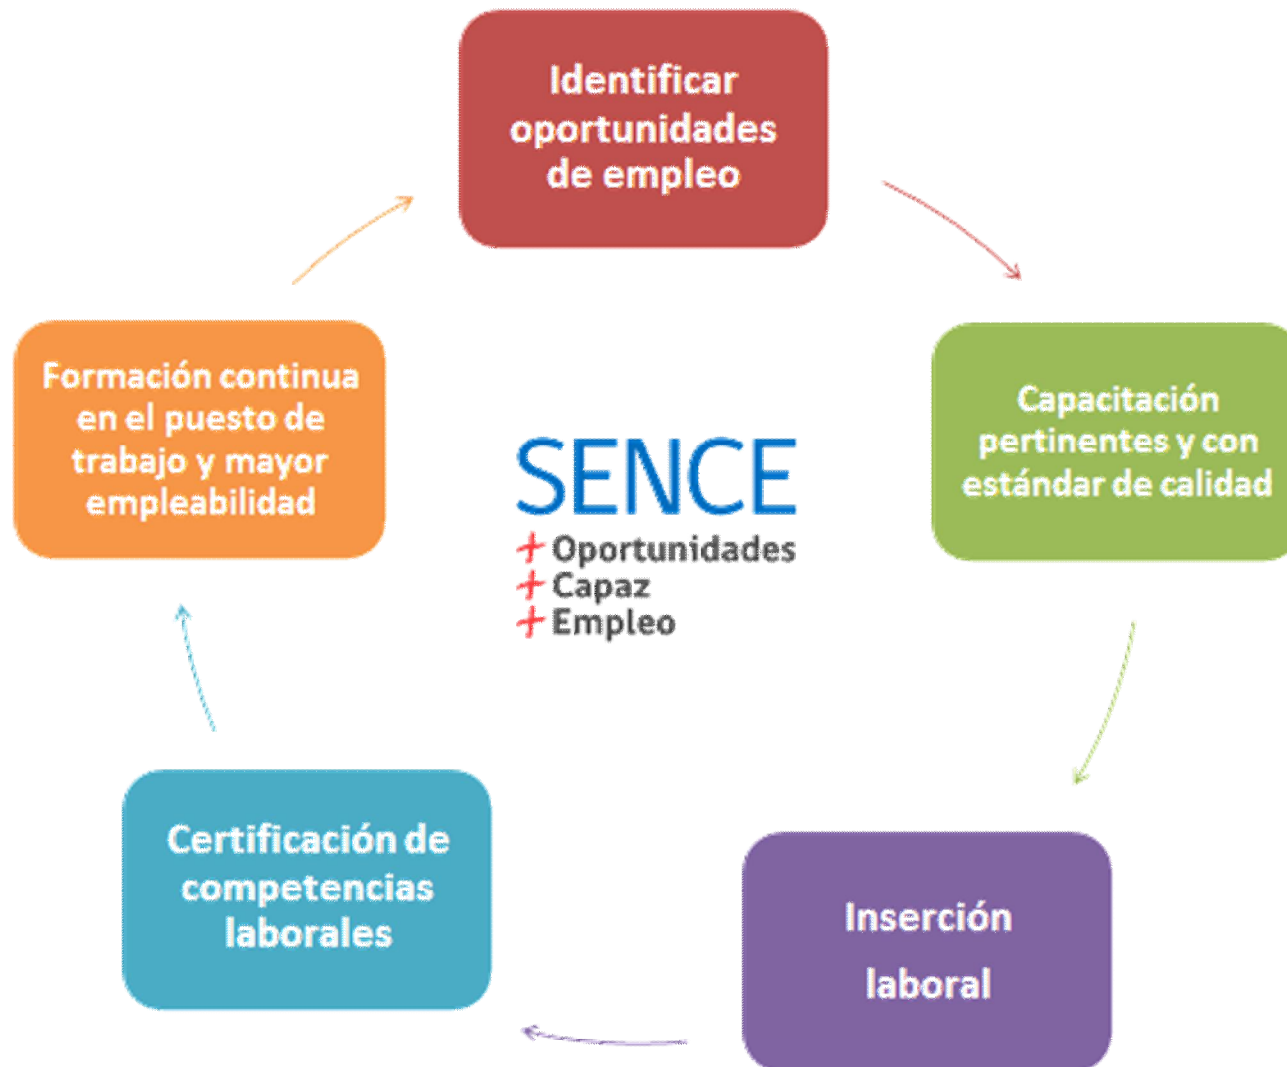 Identificar
oportunidades
de empleo
Capacitación
pertinentes y con
estándar de calidad
Inserción
laboral
Certificación de
competencias
laborales
Formación continua
en el puesto de
trabajo y mayor
empleabilidad
SENCE
+ Oportunidades
+ Capaz
+ Empleo